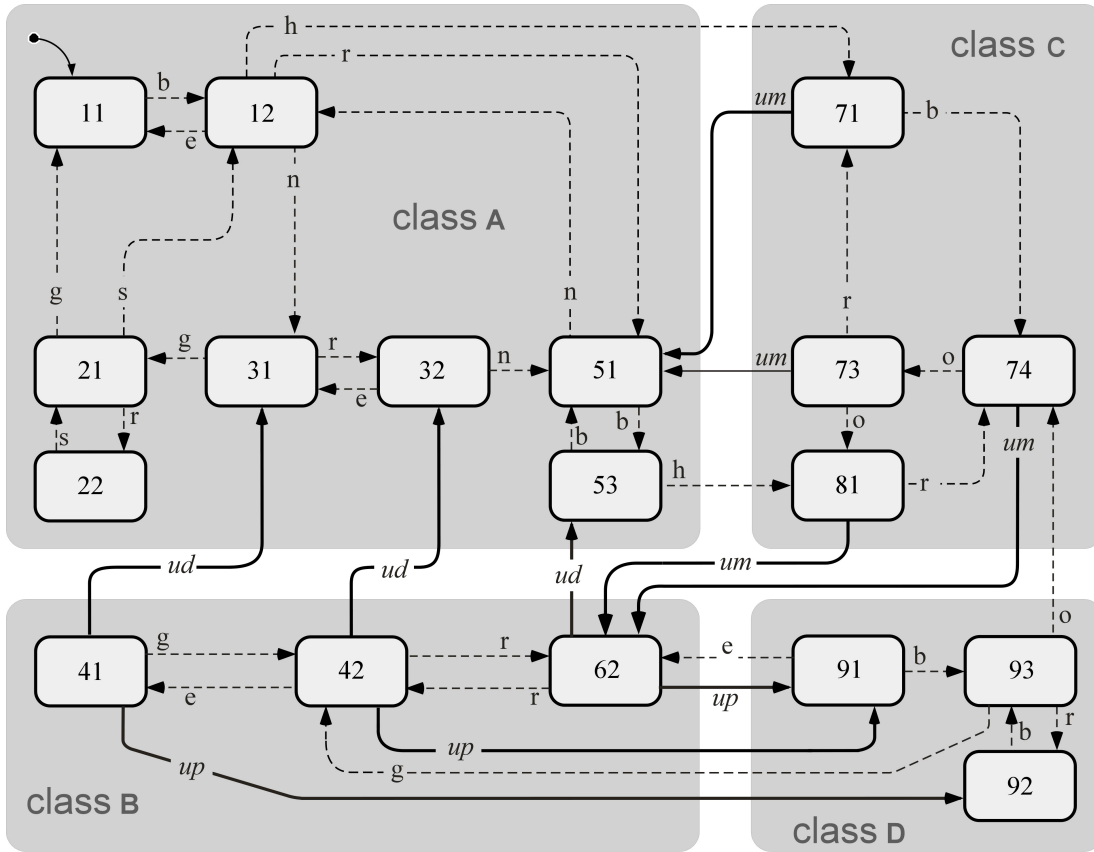 h
r
class C
b
11
12
um
71
b
e
n
class A
g
s
n
r
21
g
31
r
32
n
51
um
73
o
74
e
s
r
b
b
o
um
22
53
h
81
r
ud
ud
ud
um
41
g
42
r
62
e
91
b
93
o
e
r
up
r
b
up
up
g
92
class B
class D